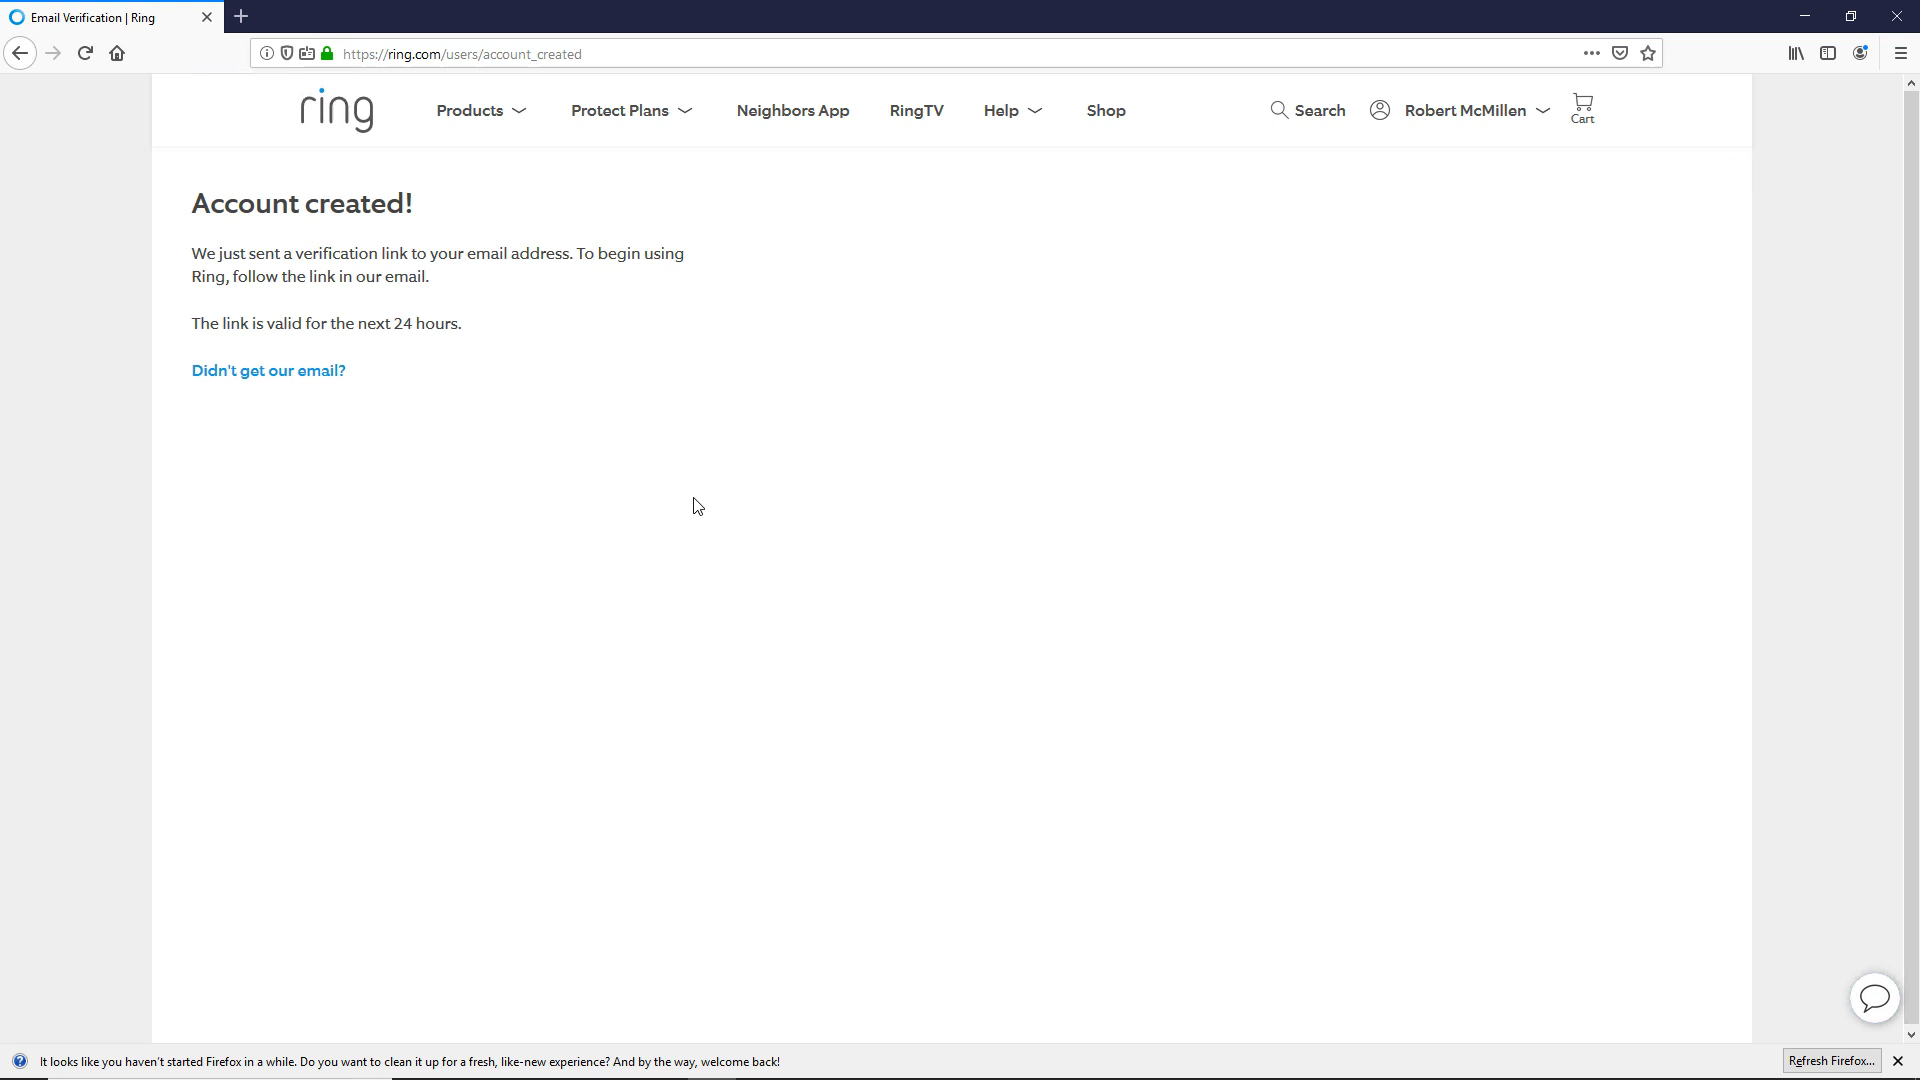 Email Verification | Ring
https://ring.com/users/account_created
ring
Products
Protect Plans
Neighbors App
RingTV
Help
Shop
Search
Robert McMillen
Cart
Account created!
We just sent a verification link to your email address. To begin using
Ring, follow the link in our email.
The link is valid for the next 24 hours.
Didn't get our email?
It looks like you haven't started Firefox in a while. Do you want to clean it up for a fresh, like-new experience? And by the way, welcome back!
Refresh Firefox...